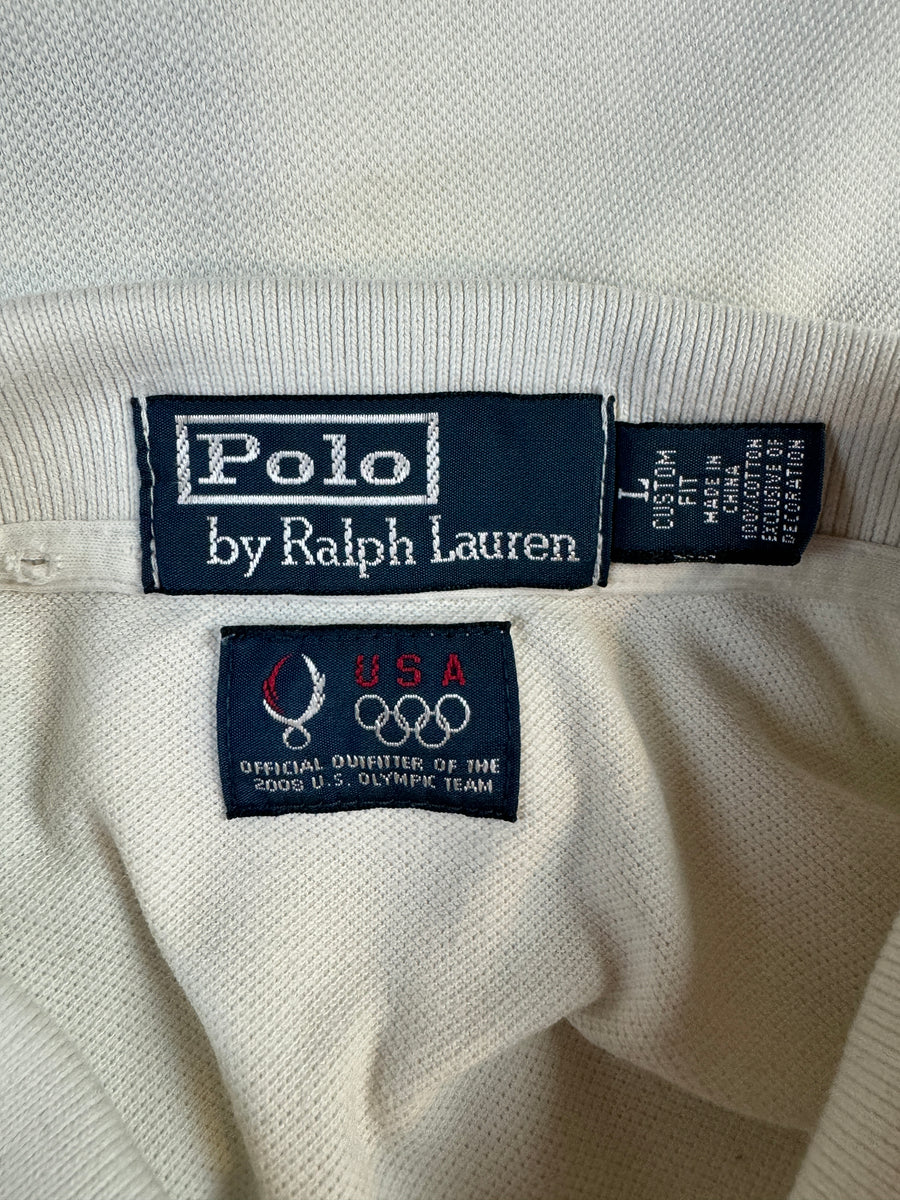 Polo
by Ralph Lauren
L
CUSTOM
FIT
MADE IN
CHINA
100% COTTON
EXCLUSIVE OF
DECORATION
USA
OFFICIAL OUTFITTER OF THE
2008 U.S. OLYMPIC TEAM